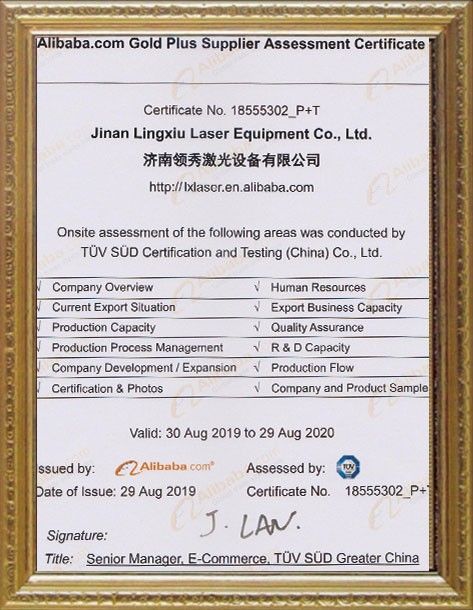 Alibaba.com Gold Plus Supplier Assessment Certificate
Certificate No. 18555302_P+T
Jinan Lingxiu Laser Equipment Co., Ltd.
济南领秀激光设备有限公司
http://lxlaser.en.alibaba.com
Onsite assessment of the following areas was conducted by
TÜV SÜD Certification and Testing (China) Co., Ltd.
√ Company Overview √ Human Resources
√ Current Export Situation √ Export Business Capacity
√ Production Capacity √ Quality Assurance
√ Production Process Management √ R & D Capacity
√ Company Development / Expansion √ Production Flow
√ Certification & Photos √ Company and Product Sample
Valid: 30 Aug 2019 to 29 Aug 2020
ssued by: Alibaba.com® Assessed by: TÜV
Date of Issue: 29 Aug 2019 Certificate No. 18555302_P+T
J. LAN.
Signature:
Title: Senior Manager, E-Commerce, TÜV SÜD Greater China